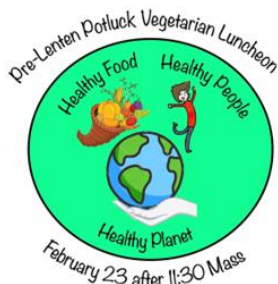 Pre-Lenten Potluck Vegetarian Luncheon
Healthy Food
Healthy People
Healthy Planet
February 23 after 11:30 Mass